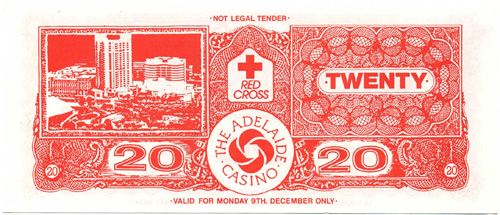 · NOT LEGAL TENDER ·
RED
CROSS
· TWENTY ·
THE ADELAIDE
CASINO
20
20
20
20
· VALID FOR MONDAY 9TH. DECEMBER ONLY ·